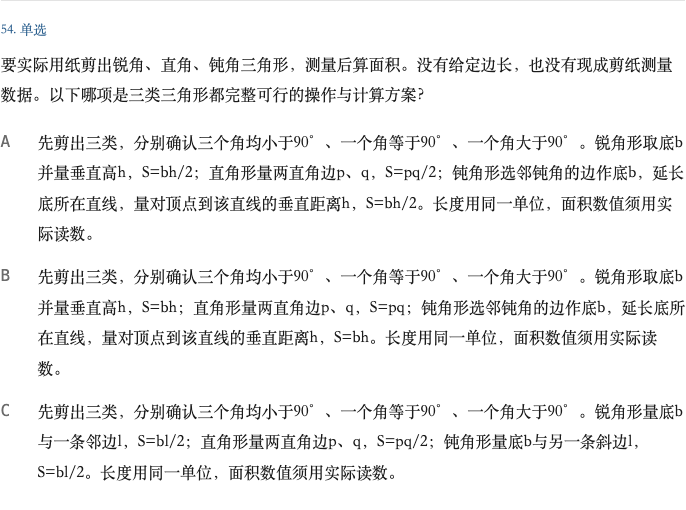 54. 单选
要实际用纸剪出锐角、直角、钝角三角形，测量后算面积。没有给定边长，也没有现成剪纸测量
数据。以下哪项是三类三角形都完整可行的操作与计算方案?
A 先剪出三类，分别确认三个角均小于90°、一个角等于90°、一个角大于90°。锐角形取底b
并量垂直高h，S=bh/2；直角形量两直角边p、q，S=pq/2；钝角形选邻钝角的边作底b，延长
底所在直线，量对顶点到该直线的垂直距离h，S=bh/2。长度用同一单位，面积数值须用实
际读数。
B 先剪出三类，分别确认三个角均小于90°、一个角等于90°、一个角大于90°。锐角形取底b
并量垂直高h，S=bh；直角形量两直角边p、q，S=pq；钝角形选邻钝角的边作底b，延长底所
在直线，量对顶点到该直线的垂直距离h，S=bh。长度用同一单位，面积数值须用实际读
数。
C 先剪出三类，分别确认三个角均小于90°、一个角等于90°、一个角大于90°。锐角形量底b
与一条邻边l，S=bl/2；直角形量两直角边p、q，S=pq/2；钝角形量底b与另一条斜边l，
S=bl/2。长度用同一单位，面积数值须用实际读数。